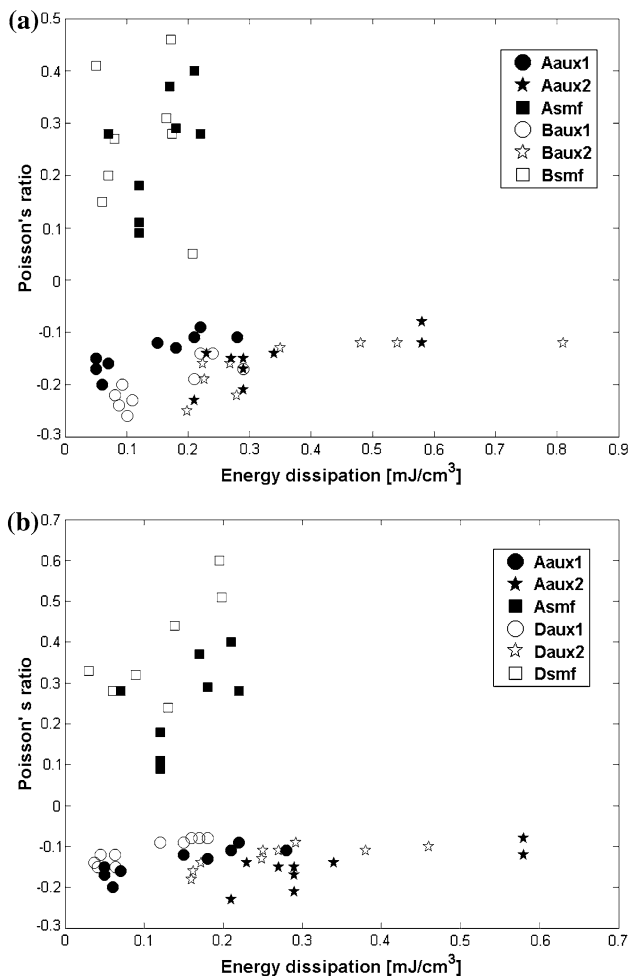 (a)
0.5
0.4
0.3
0.2
0.1
0
-0.1
-0.2
-0.3
Poisson's ratio
Aaux1
Aaux2
Asmf
Baux1
Baux2
Bsmf
0 0.1 0.2 0.3 0.4 0.5 0.6 0.7 0.8 0.9
Energy dissipation [mJ/cm³]
(b)
0.7
0.6
0.5
0.4
0.3
0.2
0.1
0
-0.1
-0.2
-0.3
Poisson' s ratio
Aaux1
Aaux2
Asmf
Daux1
Daux2
Dsmf
0 0.1 0.2 0.3 0.4 0.5 0.6 0.7
Energy dissipation [mJ/cm³]